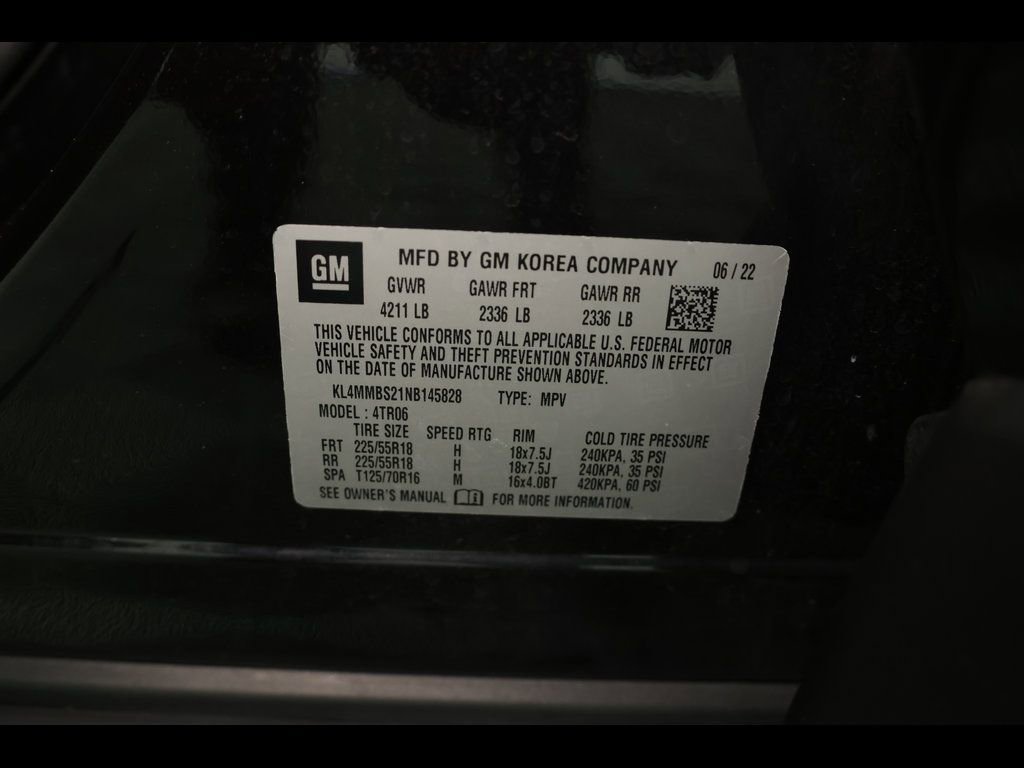 GM
MFD BY GM KOREA COMPANY 06 / 22
GVWR GAWR FRT GAWR RR
4211 LB 2336 LB 2336 LB
THIS VEHICLE CONFORMS TO ALL APPLICABLE U.S. FEDERAL MOTOR
VEHICLE SAFETY AND THEFT PREVENTION STANDARDS IN EFFECT
ON THE DATE OF MANUFACTURE SHOWN ABOVE.
KL4MMBS21NB145828 TYPE: MPV
MODEL : 4TR06
TIRE SIZE SPEED RTG RIM COLD TIRE PRESSURE
FRT 225/55R18 H 18x7.5J 240KPA, 35 PSI
RR 225/55R18 H 18x7.5J 240KPA, 35 PSI
SPA T125/70R16 M 16x4.0BT 420KPA, 60 PSI
SEE OWNER'S MANUAL FOR MORE INFORMATION.